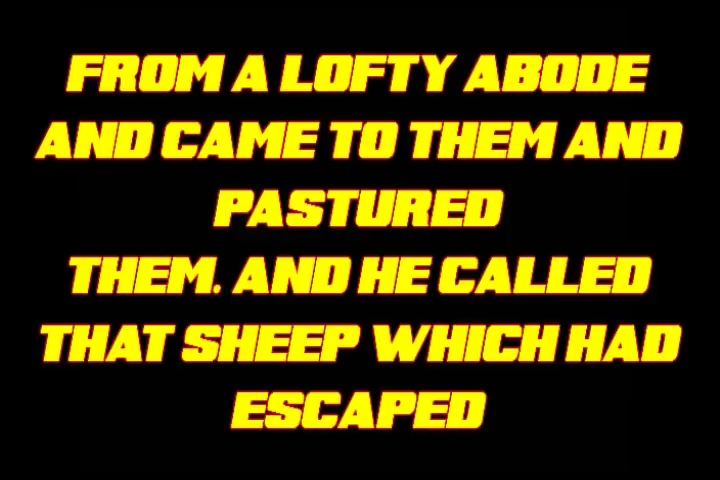 FROM A LOFTY ABODE
AND CAME TO THEM AND
PASTURED
THEM. AND HE CALLED
THAT SHEEP WHICH HAD
ESCAPED